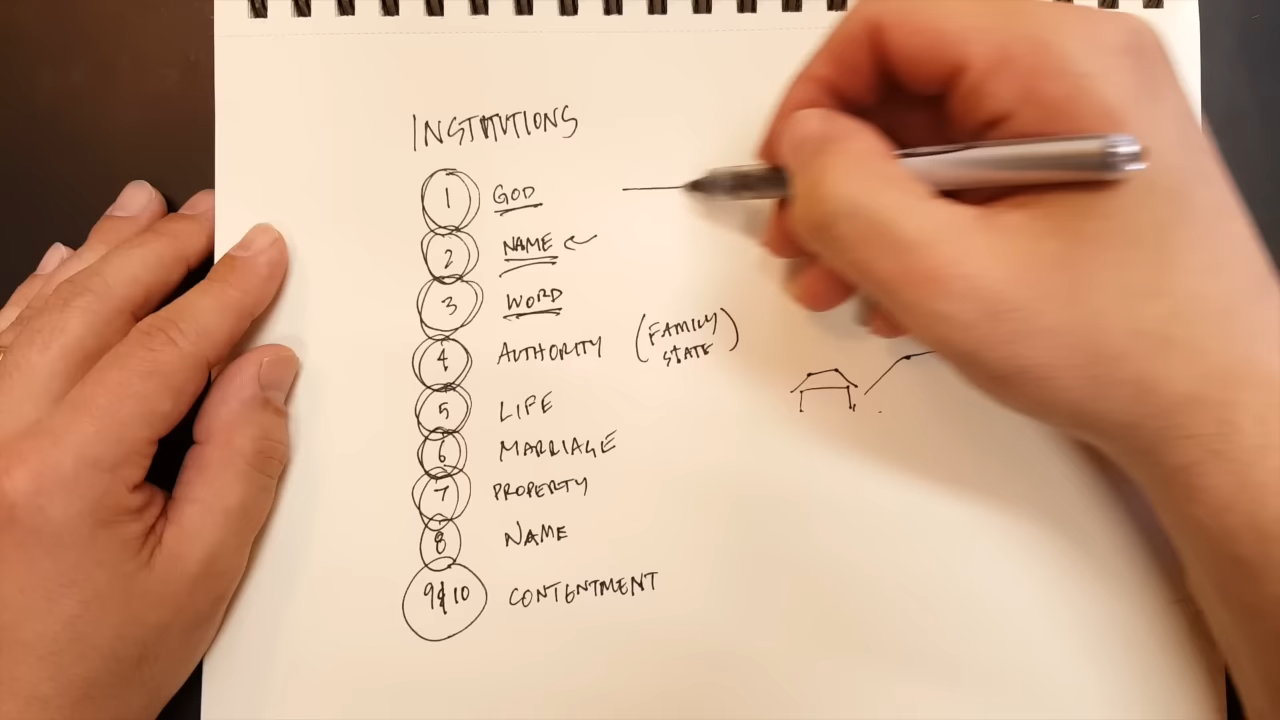 INSTITUTIONS
1 GOD
2 NAME
3 WORD
4 AUTHORITY (FAMILY
STATE)
5 LIFE
6 MARRIAGE
7 PROPERTY
8 NAME
9&10 CONTENTMENT